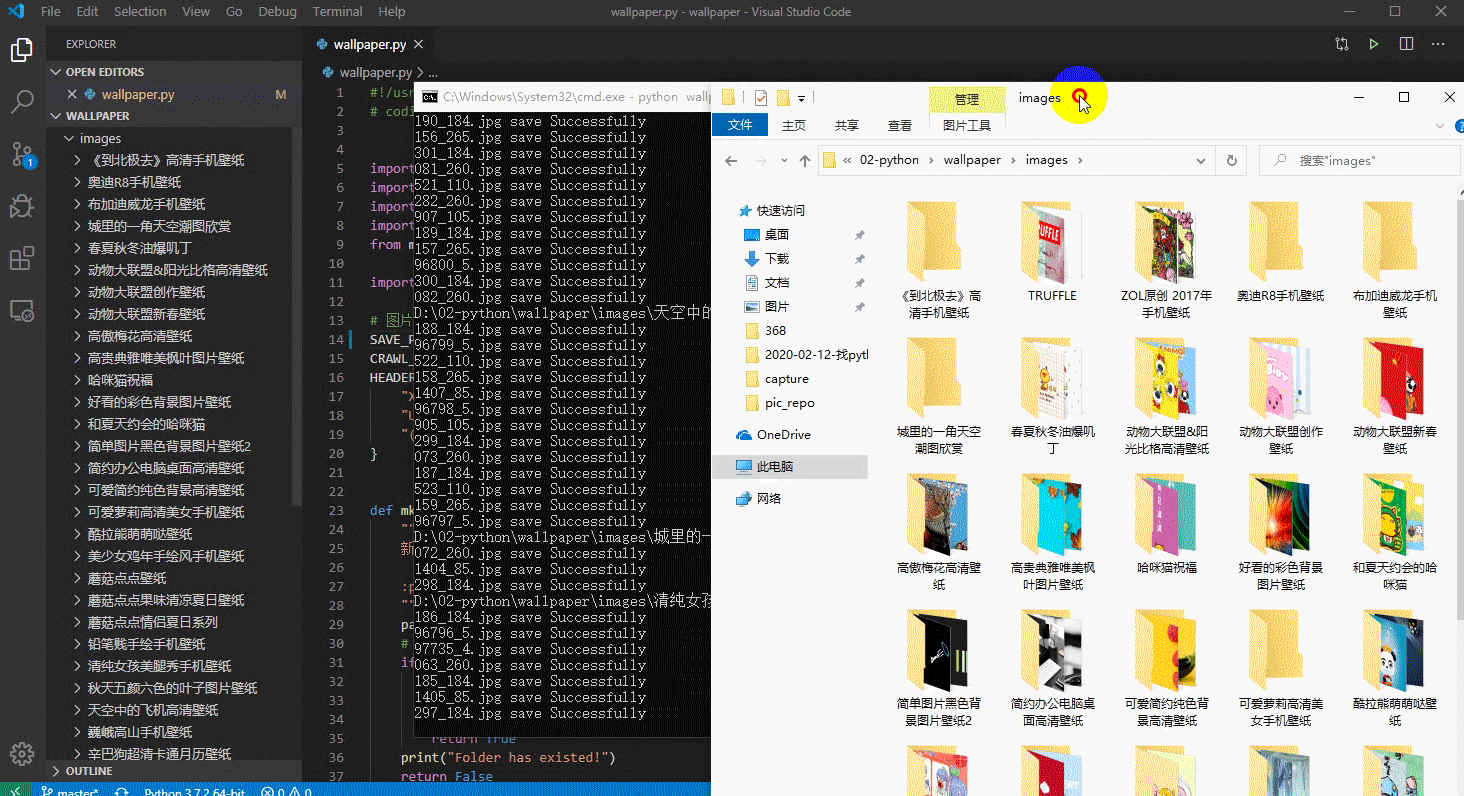 File Edit Selection View Go Debug Terminal Help
wallpaper.py - wallpaper - Visual Studio Code
EXPLORER
OPEN EDITORS
wallpaper.py M
WALLPAPER
images
《到北极去》高清手机壁纸
奥迪R8手机壁纸
布加迪威龙手机壁纸
城里的一角天空潮图欣赏
春夏秋冬油爆叽丁
动物大联盟&阳光比格高清壁纸
动物大联盟创作壁纸
动物大联盟新春壁纸
高傲梅花高清壁纸
高贵典雅唯美枫叶图片壁纸
哈咪猫祝福
好看的彩色背景图片壁纸
和夏天约会的哈咪猫
简单图片黑色背景图片壁纸2
简约办公电脑桌面高清壁纸
可爱简约纯色背景高清壁纸
可爱萝莉高清美女手机壁纸
酷拉熊萌萌哒壁纸
美少女鸡年手绘风手机壁纸
蘑菇点点壁纸
蘑菇点点果味清凉夏日壁纸
蘑菇点点情侣夏日系列
铅笔贱手绘手机壁纸
清纯女孩美腿秀手机壁纸
秋天五颜六色的叶子图片壁纸
天空中的飞机高清壁纸
巍峨高山手机壁纸
辛巴狗超清卡通月历壁纸
OUTLINE
1
master*
Python 3.7.2 64-bit
0 0
wallpaper.py
wallpaper.py > ...
1 #!/usr
2 # codi
3
4
5 import
6 import
7 import
8 import
9 from m
10
11 import
12
13 # 图片
14 SAVE_P
15 CRAWL_
16 HEADER
17 "X
18 "U
19 "(
20 }
21
22
23 def mk
24 ""
25 新
26
27 :p
28 ""
29 pa
30 #
31 if
32
33
34
35 return True
36 print("Folder has existed!")
37 return False
C:\Windows\System32\cmd.exe - python wallp
190_184.jpg save Successfully
156_265.jpg save Successfully
301_184.jpg save Successfully
081_260.jpg save Successfully
521_110.jpg save Successfully
282_260.jpg save Successfully
907_105.jpg save Successfully
189_184.jpg save Successfully
157_265.jpg save Successfully
96800_5.jpg save Successfully
300_184.jpg save Successfully
082_260.jpg save Successfully
D:\02-python\wallpaper\images\天空中的
188_184.jpg save Successfully
96799_5.jpg save Successfully
522_110.jpg save Successfully
158_265.jpg save Successfully
1407_85.jpg save Successfully
96798_5.jpg save Successfully
905_105.jpg save Successfully
299_184.jpg save Successfully
073_260.jpg save Successfully
187_184.jpg save Successfully
523_110.jpg save Successfully
159_265.jpg save Successfully
96797_5.jpg save Successfully
D:\02-python\wallpaper\images\城里的一
072_260.jpg save Successfully
1404_85.jpg save Successfully
298_184.jpg save Successfully
D:\02-python\wallpaper\images\清纯女孩
186_184.jpg save Successfully
96796_5.jpg save Successfully
97735_4.jpg save Successfully
063_260.jpg save Successfully
185_184.jpg save Successfully
1405_85.jpg save Successfully
297_184.jpg save Successfully
管理
images
文件 主页 共享 查看 图片工具
« 02-python > wallpaper > images >
搜索"images"
快速访问
桌面
下载
文档
图片
368
2020-02-12-找pytl
capture
pic_repo
OneDrive
此电脑
网络
《到北极去》高
清手机壁纸
TRUFFLE
ZOL原创 2017年
手机壁纸
奥迪R8手机壁纸
布加迪威龙手机
壁纸
城里的一角天空
潮图欣赏
春夏秋冬油爆叽
丁
动物大联盟&阳
光比格高清壁纸
动物大联盟创作
壁纸
动物大联盟新春
壁纸
高傲梅花高清壁
纸
高贵典雅唯美枫
叶图片壁纸
哈咪猫祝福
好看的彩色背景
图片壁纸
和夏天约会的哈
咪猫
简单图片黑色背
景图片壁纸2
简约办公电脑桌
面高清壁纸
可爱简约纯色背
景高清壁纸
可爱萝莉高清美
女手机壁纸
酷拉熊萌萌哒壁
纸